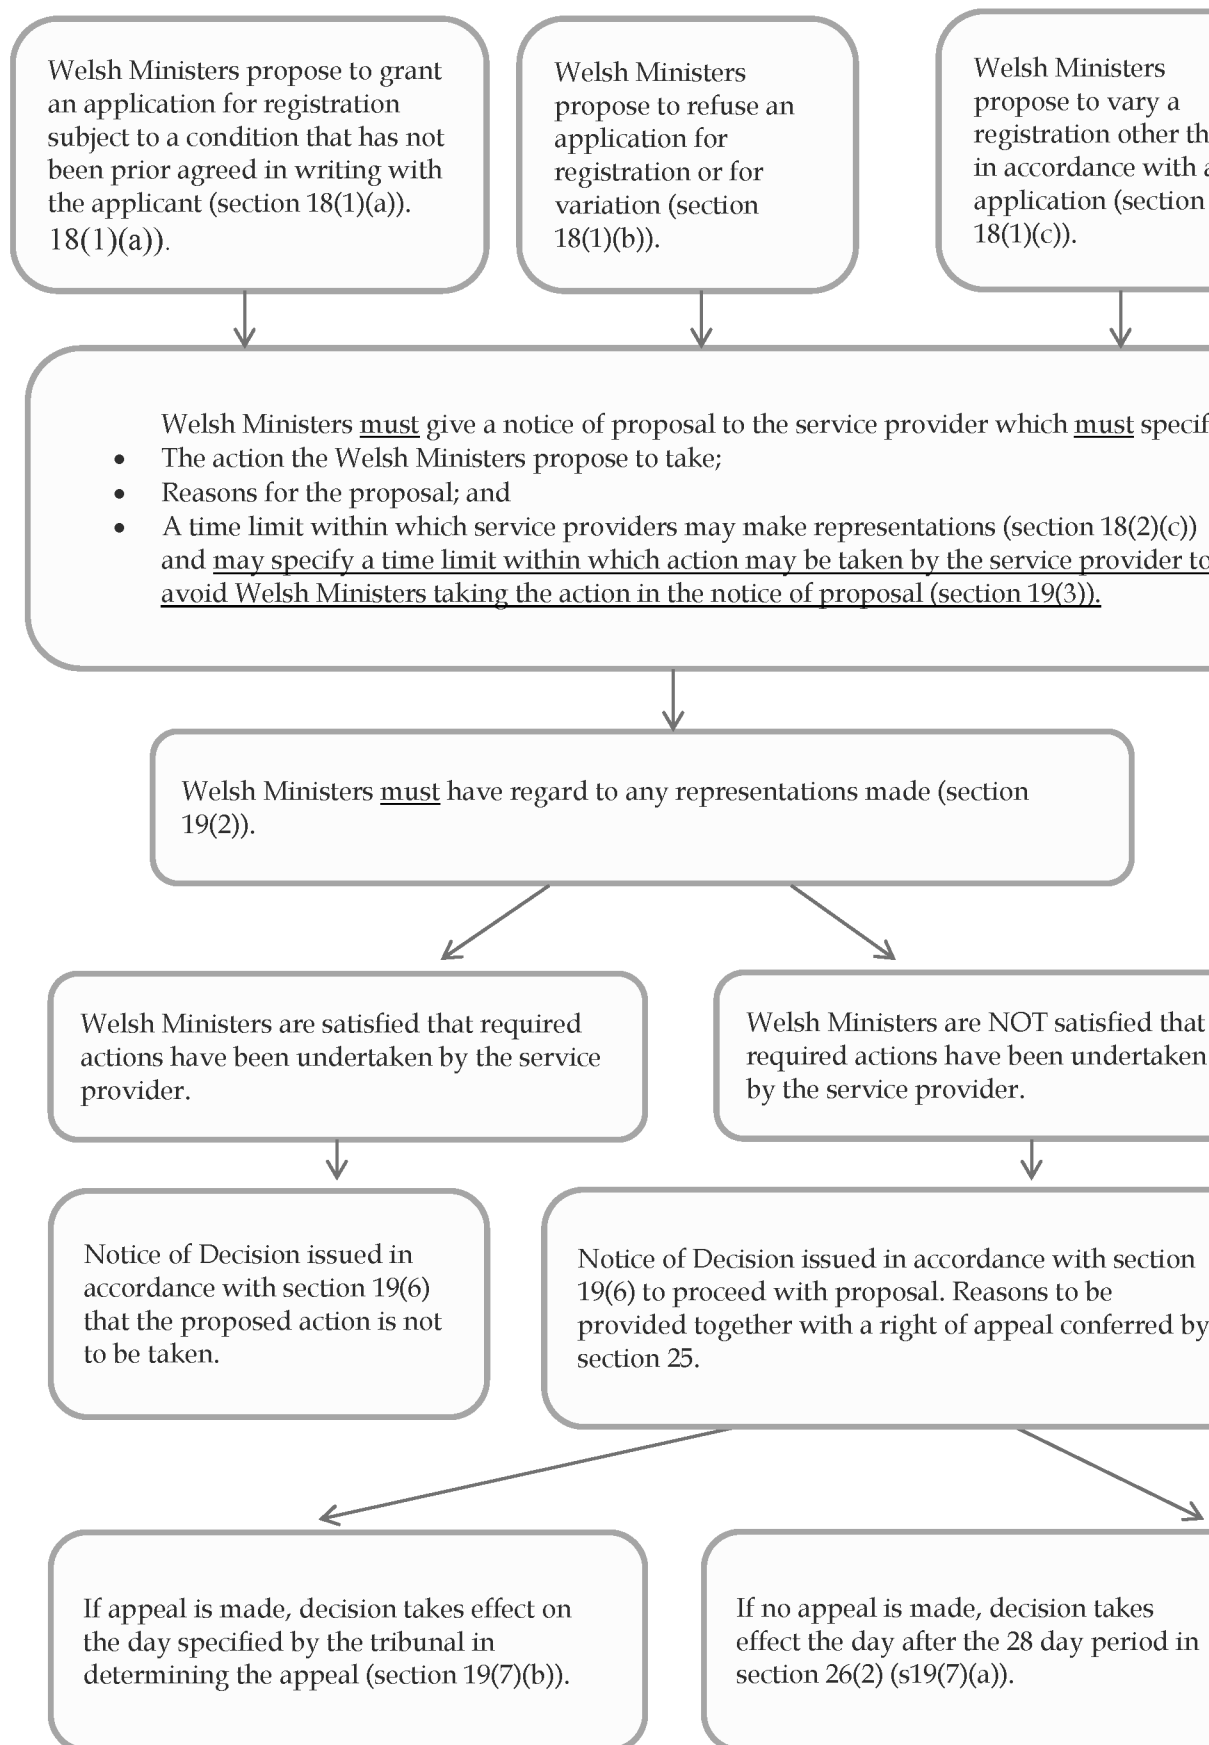 Welsh Ministers propose to grant
an application for registration
subject to a condition that has not
been prior agreed in writing with
the applicant (section 18(1)(a)).
18(1)(a)).
Welsh Ministers
propose to refuse an
application for
registration or for
variation (section
18(1)(b)).
Welsh Ministers
propose to vary a
registration other th
in accordance with a
application (section
18(1)(c)).
Welsh Ministers must give a notice of proposal to the service provider which must specif
• The action the Welsh Ministers propose to take;
• Reasons for the proposal; and
• A time limit within which service providers may make representations (section 18(2)(c))
and may specify a time limit within which action may be taken by the service provider to
avoid Welsh Ministers taking the action in the notice of proposal (section 19(3)).
Welsh Ministers must have regard to any representations made (section
19(2)).
Welsh Ministers are satisfied that required
actions have been undertaken by the service
provider.
Welsh Ministers are NOT satisfied that
required actions have been undertaken
by the service provider.
Notice of Decision issued in
accordance with section 19(6)
that the proposed action is not
to be taken.
Notice of Decision issued in accordance with section
19(6) to proceed with proposal. Reasons to be
provided together with a right of appeal conferred by
section 25.
If appeal is made, decision takes effect on
the day specified by the tribunal in
determining the appeal (section 19(7)(b)).
If no appeal is made, decision takes
effect the day after the 28 day period in
section 26(2) (s19(7)(a)).